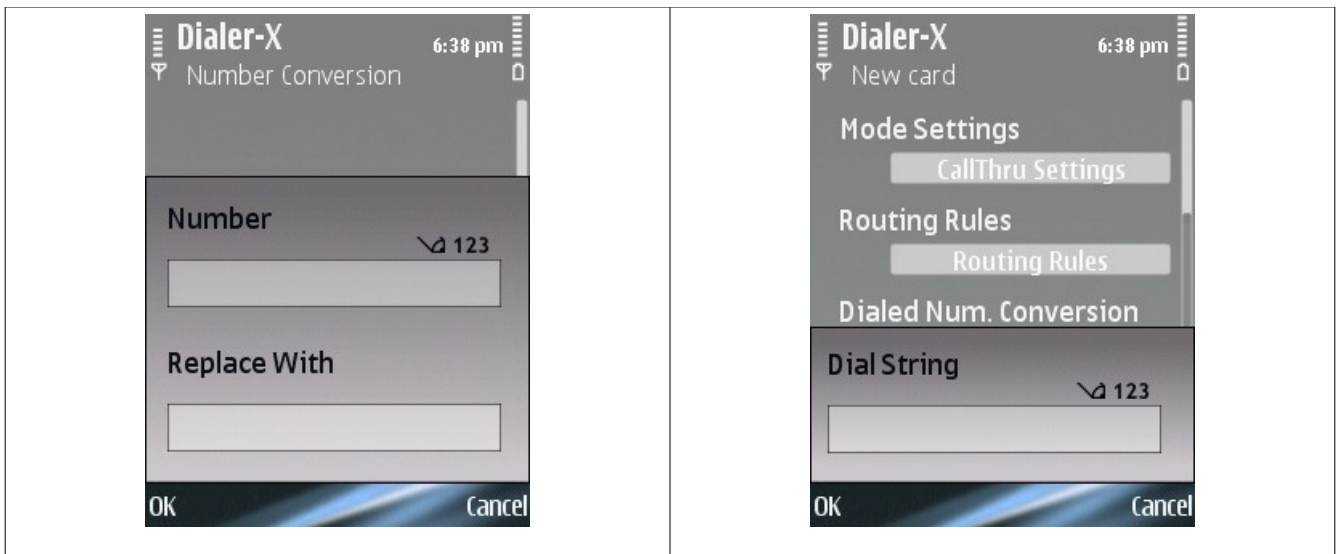 Dialer-X
6:38 pm
Number Conversion
Number
123
Replace With
OK
Cancel
Dialer-X
6:38 pm
New card
Mode Settings
CallThru Settings
Routing Rules
Routing Rules
Dialed Num. Conversion
Dial String
123
OK
Cancel